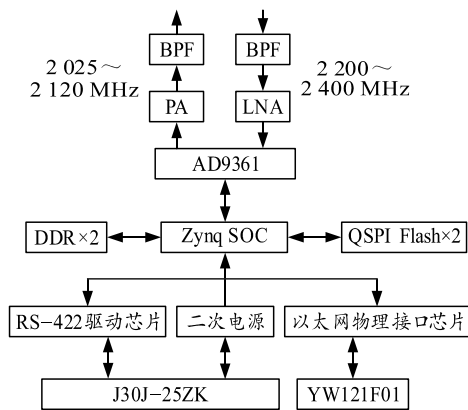 BPF
BPF
2 025～
2 120 MHz
2 200～
2 400 MHz
PA
LNA
AD9361
DDR×2
Zynq SOC
QSPI Flash×2
RS-422驱动芯片
二次电源
以太网物理接口芯片
J30J-25ZK
YW121F01